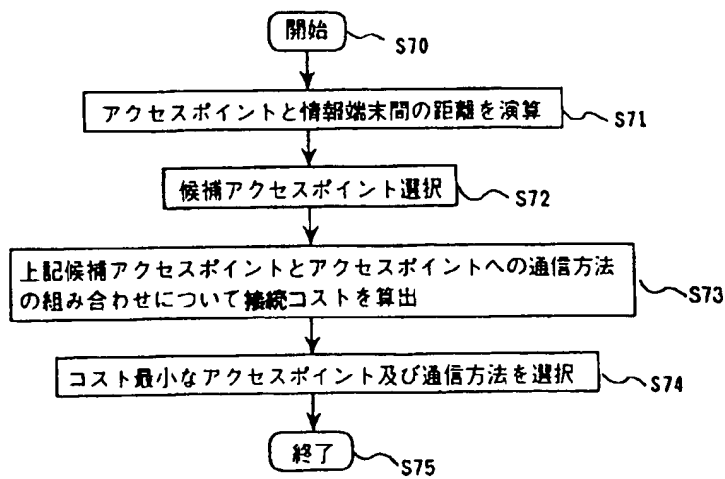 開始
S70
アクセスポイントと情報端末間の距離を演算
S71
候補アクセスポイント選択
S72
上記候補アクセスポイントとアクセスポイントへの通信方法
の組み合わせについて接続コストを算出
S73
コスト最小なアクセスポイント及び通信方法を選択
S74
終了
S75